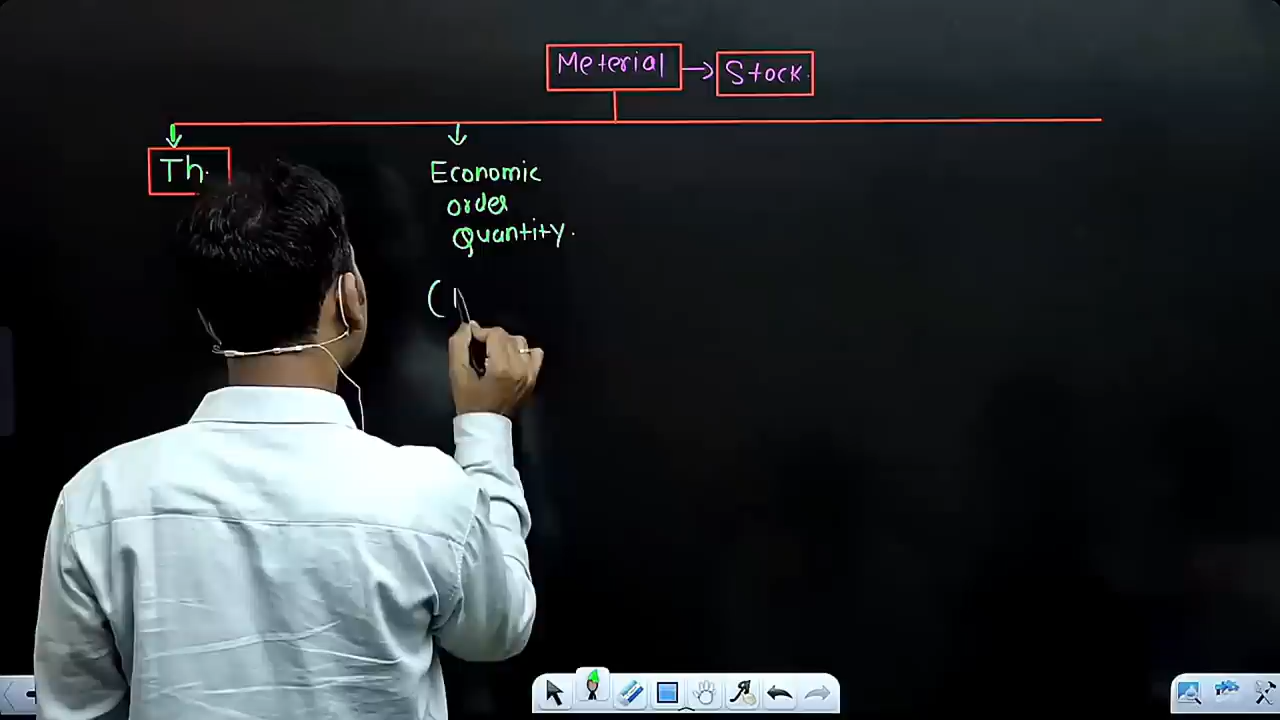 Meterial
Stock.
Th.
Economic
order
Quantity.
(